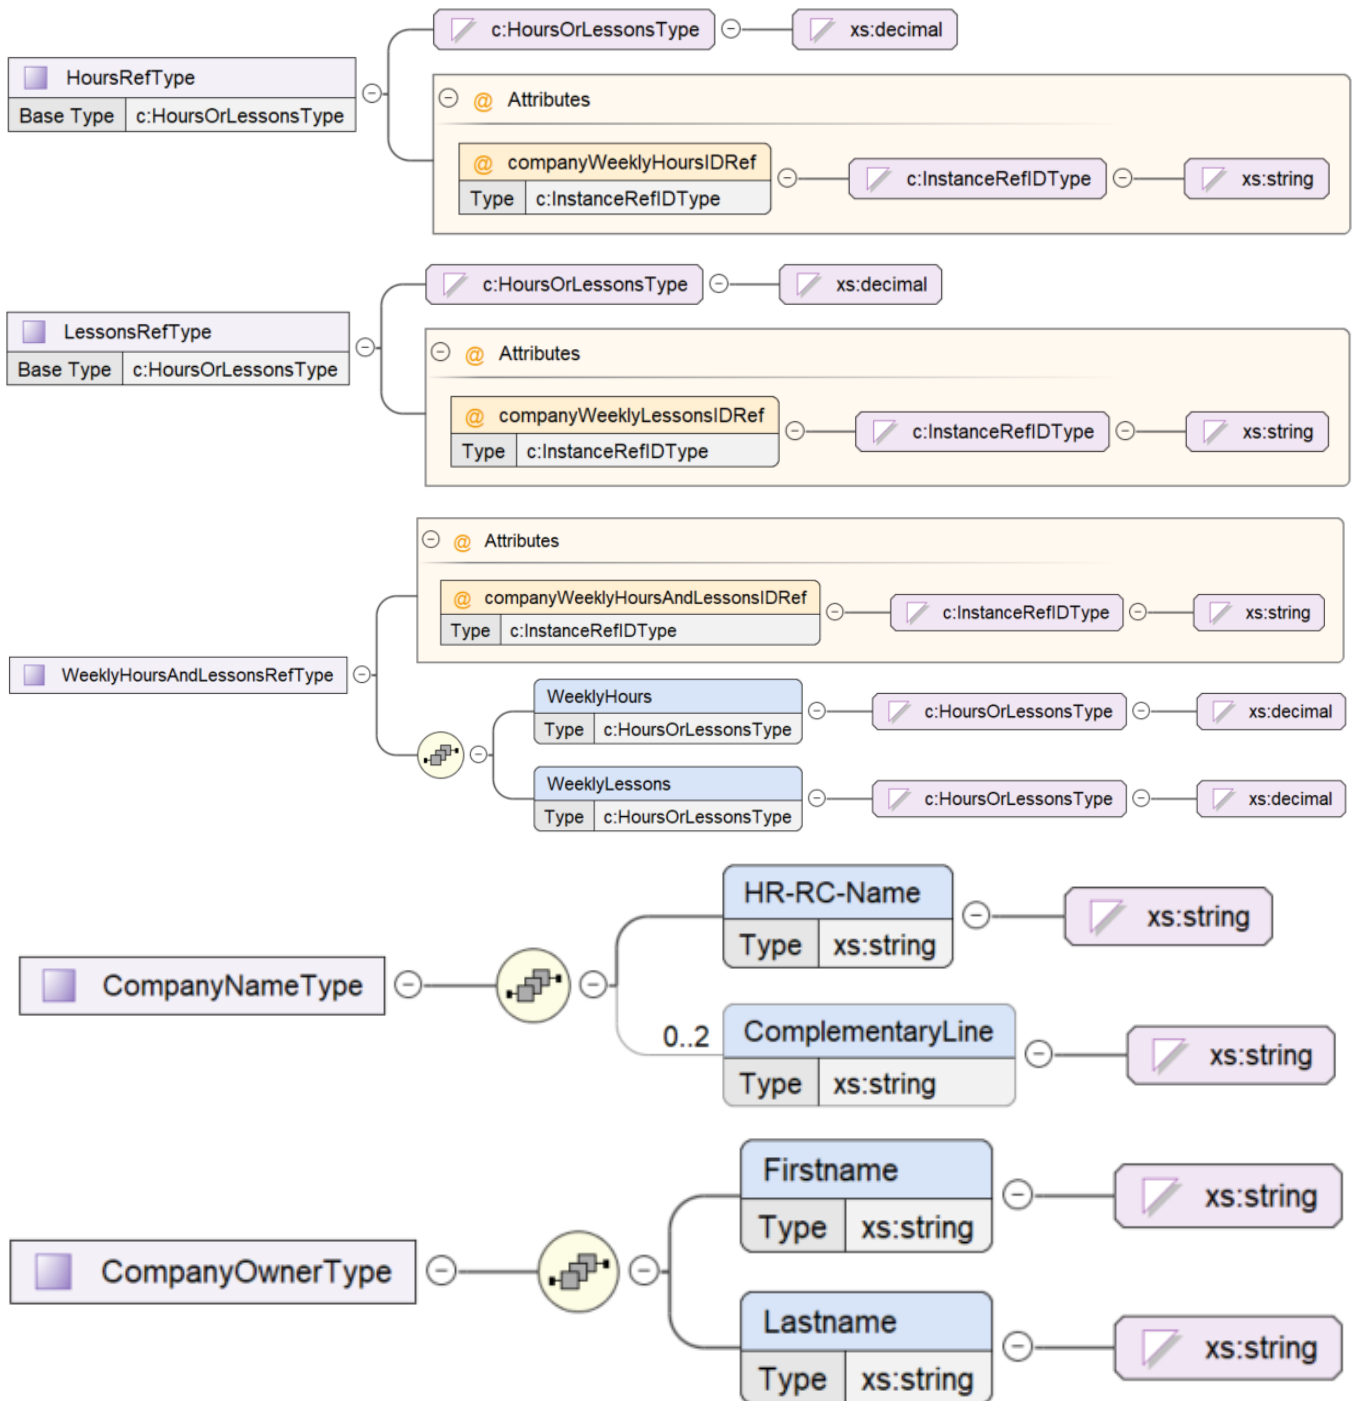 c:HoursOrLessonsType xs:decimal
HoursRefType
Base Type c:HoursOrLessonsType
@ Attributes
@ companyWeeklyHoursIDRef
Type c:InstanceRefIDType
c:InstanceRefIDType xs:string
c:HoursOrLessonsType xs:decimal
LessonsRefType
Base Type c:HoursOrLessonsType
@ Attributes
@ companyWeeklyLessonsIDRef
Type c:InstanceRefIDType
c:InstanceRefIDType xs:string
@ Attributes
@ companyWeeklyHoursAndLessonsIDRef
Type c:InstanceRefIDType
c:InstanceRefIDType xs:string
WeeklyHoursAndLessonsRefType
WeeklyHours
Type c:HoursOrLessonsType
c:HoursOrLessonsType xs:decimal
WeeklyLessons
Type c:HoursOrLessonsType
c:HoursOrLessonsType xs:decimal
CompanyNameType
HR-RC-Name
Type xs:string
xs:string
0..2
ComplementaryLine
Type xs:string
xs:string
CompanyOwnerType
Firstname
Type xs:string
xs:string
Lastname
Type xs:string
xs:string